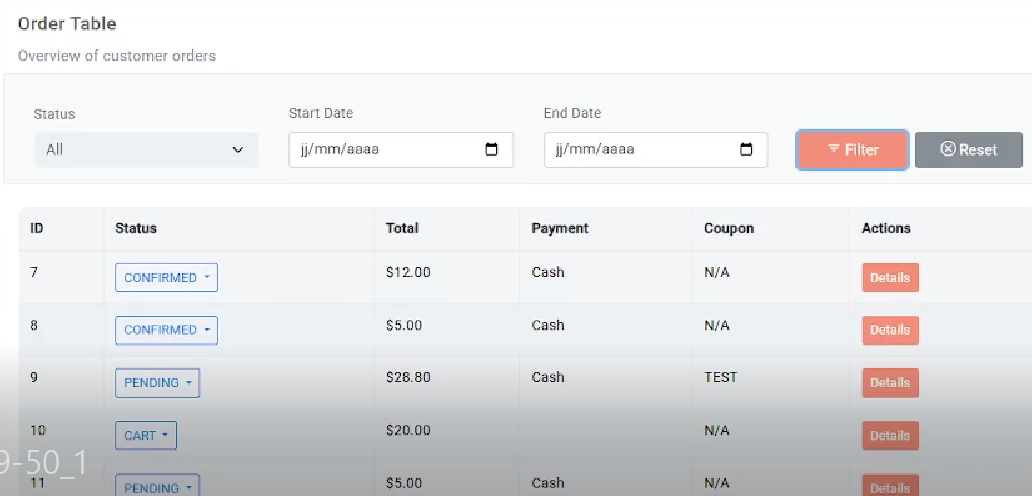 Order Table
Overview of customer orders
Status Start Date End Date
All jj/mm/aaaa jj/mm/aaaa Filter Reset
ID Status Total Payment Coupon Actions
7 CONFIRMED $12.00 Cash N/A Details
8 CONFIRMED $5.00 Cash N/A Details
9 PENDING $28.80 Cash TEST Details
10 CART $20.00 N/A Details
9-50_1
11 PENDING $5.00 Cash N/A Details